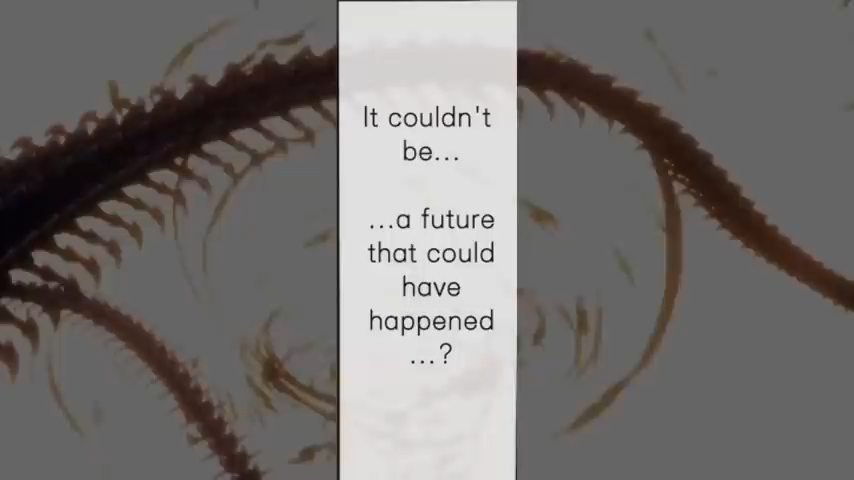 It couldn't
be...
...a future
that could
have
happened
...?